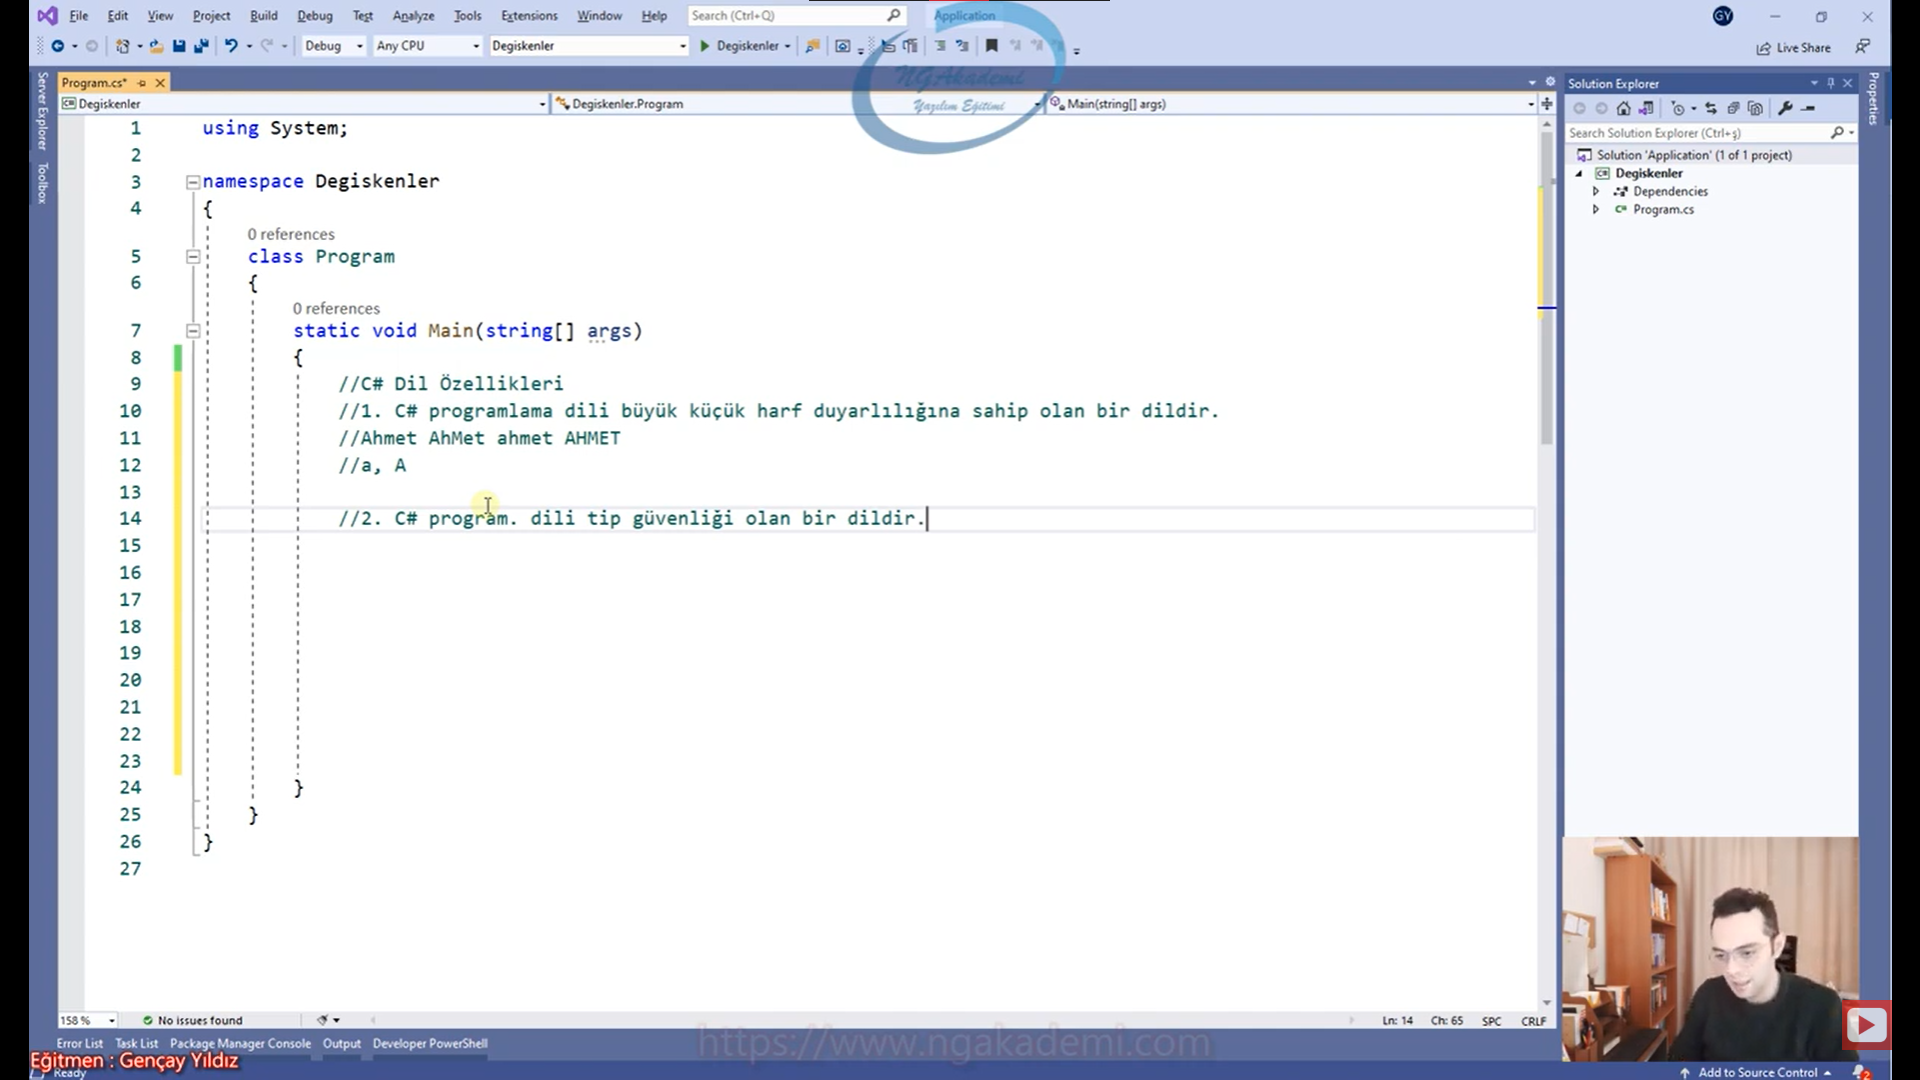 File Edit View Project Build Debug Test Analyze Tools Extensions Window Help Search (Ctrl+Q) Application GY
Debug Any CPU Degiskenler Degiskenler Live Share
NGAkademi
Yazılım Eğitimi
Program.cs*
Degiskenler Degiskenler.Program Main(string[] args)
Server Explorer
Toolbox
1 using System;
2
3 namespace Degiskenler
4 {
0 references
5 class Program
6 {
0 references
7 static void Main(string[] args)
8 {
9 //C# Dil Özellikleri
10 //1. C# programlama dili büyük küçük harf duyarlılığına sahip olan bir dildir.
11 //Ahmet AhMet ahmet AHMET
12 //a, A
13
14 //2. C# program. dili tip güvenliği olan bir dildir.
15
16
17
18
19
20
21
22
23
24 }
25 }
26 }
27
Solution Explorer
Search Solution Explorer (Ctrl+ş)
Solution 'Application' (1 of 1 project)
Degiskenler
Dependencies
C# Program.cs
Properties
158 % No issues found Ln: 14 Ch: 65 SPC CRLF
Error List Task List Package Manager Console Output Developer PowerShell
https://www.ngakademi.com
Eğitmen : Gençay Yıldız
Ready Add to Source Control 2